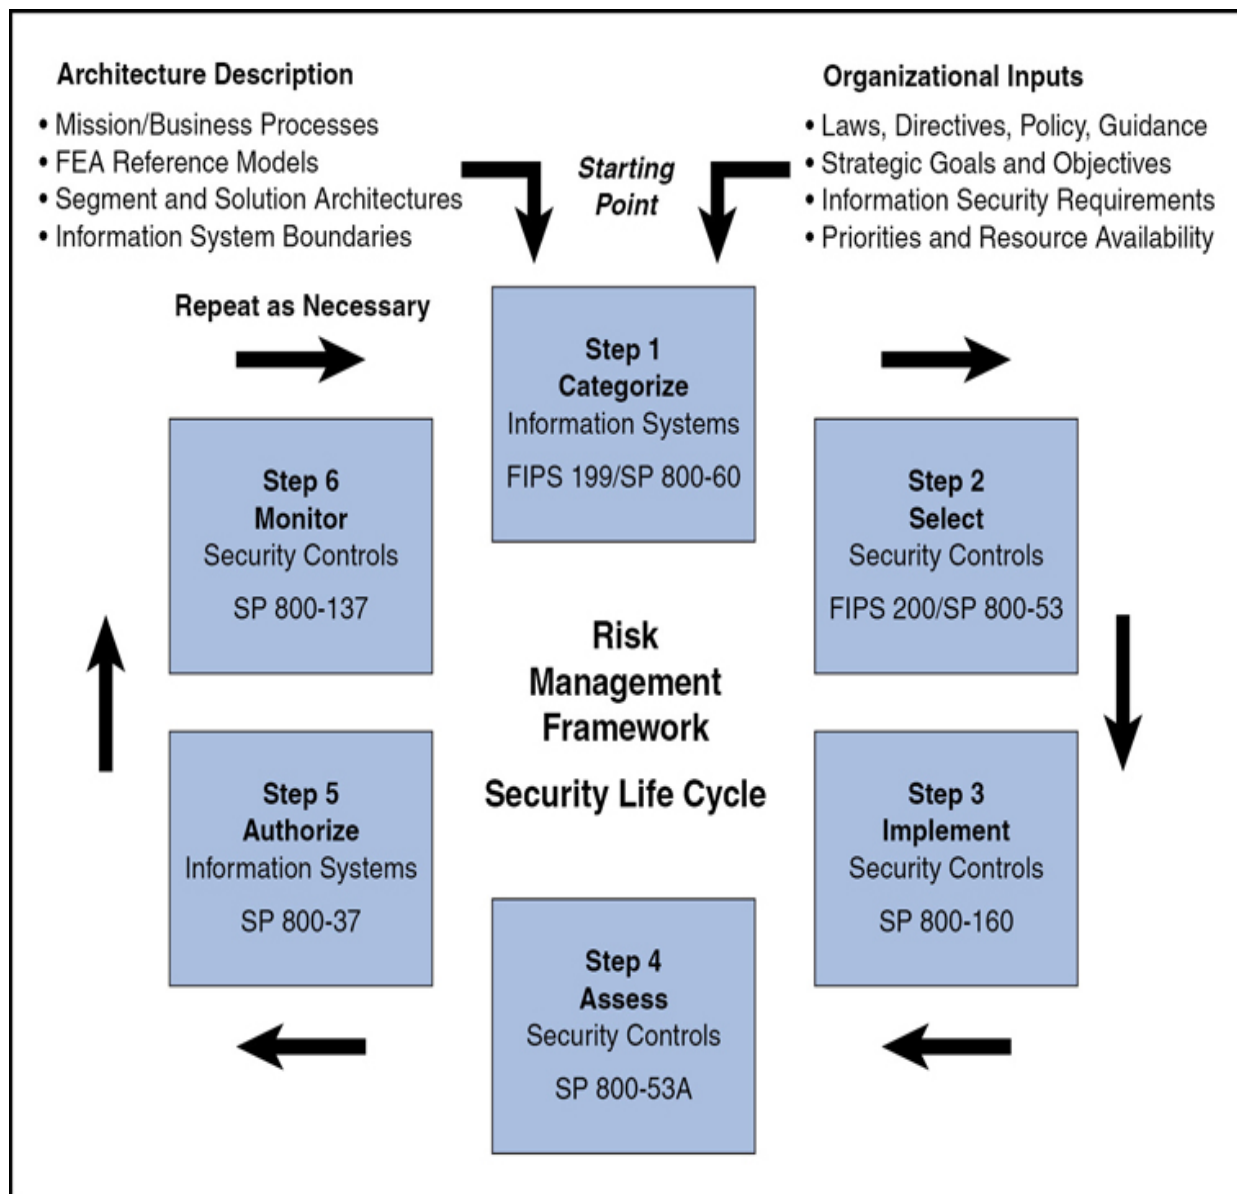 Architecture Description
• Mission/Business Processes
• FEA Reference Models
• Segment and Solution Architectures
• Information System Boundaries
Starting
Point
Organizational Inputs
• Laws, Directives, Policy, Guidance
• Strategic Goals and Objectives
• Information Security Requirements
• Priorities and Resource Availability
Repeat as Necessary
Step 1
Categorize
Information Systems
FIPS 199/SP 800-60
Step 2
Select
Security Controls
FIPS 200/SP 800-53
Step 3
Implement
Security Controls
SP 800-160
Step 4
Assess
Security Controls
SP 800-53A
Step 5
Authorize
Information Systems
SP 800-37
Step 6
Monitor
Security Controls
SP 800-137
Risk
Management
Framework
Security Life Cycle